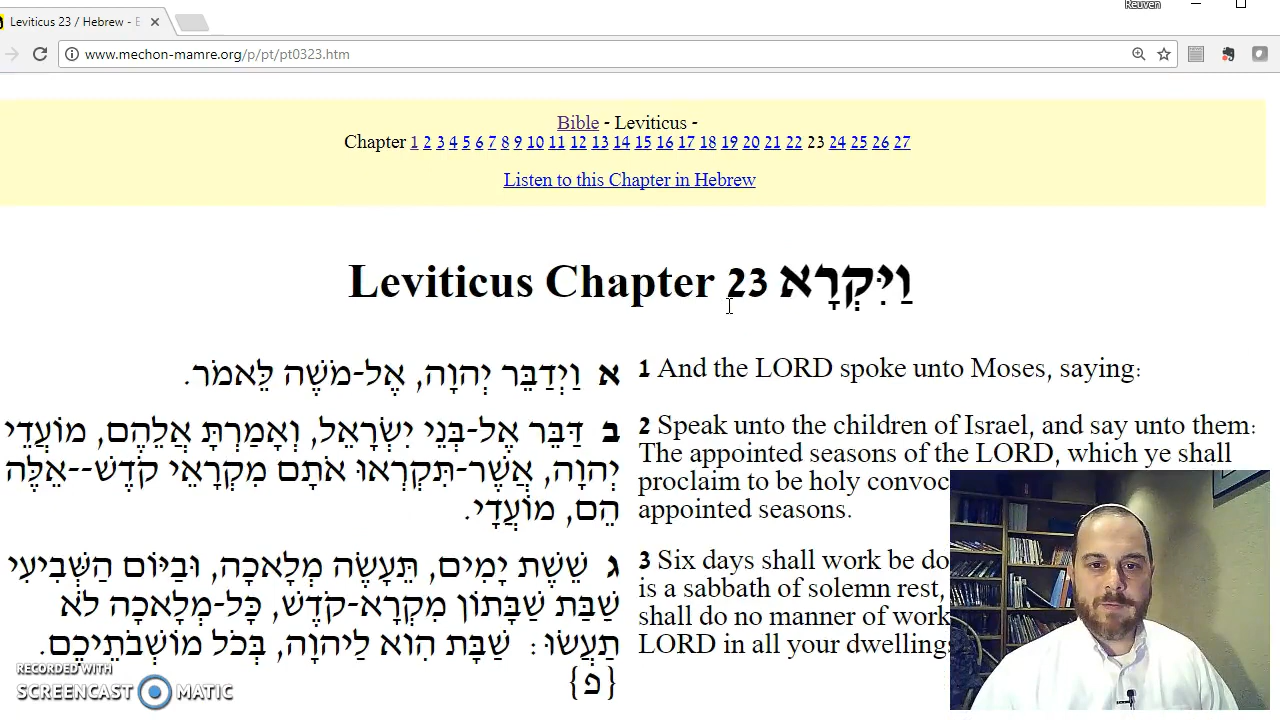 Reuven
Leviticus 23 / Hebrew - E
www.mechon-mamre.org/p/pt/pt0323.htm
Bible - Leviticus -
Chapter 1 2 3 4 5 6 7 8 9 10 11 12 13 14 15 16 17 18 19 20 21 22 23 24 25 26 27
Listen to this Chapter in Hebrew
Leviticus Chapter 23 וַיִּקְרָא
א וַיְדַבֵּר יְהוָה, אֶל-מֹשֶׁה לֵּאמֹר.
1 And the LORD spoke unto Moses, saying:
ב דַּבֵּר אֶל-בְּנֵי יִשְׂרָאֵל, וְאָמַרְתָּ אֲלֵהֶם, מוֹעֲדֵי
יְהוָה, אֲשֶׁר-תִּקְרְאוּ אֹתָם מִקְרָאֵי קֹדֶשׁ--אֵלֶּה
הֵם, מוֹעֲדָי.
2 Speak unto the children of Israel, and say unto them:
The appointed seasons of the LORD, which ye shall
proclaim to be holy convoc
appointed seasons.
ג שֵׁשֶׁת יָמִים, תֵּעָשֶׂה מְלָאכָה, וּבַיּוֹם הַשְּׁבִיעִי
שַׁבַּת שַׁבָּתוֹן מִקְרָא-קֹדֶשׁ, כָּל-מְלָאכָה לֹא
תַעֲשׂוּ: שַׁבָּת הִוא לַיהוָה, בְּכֹל מוֹשְׁבֹתֵיכֶם.
{פ}
3 Six days shall work be do
is a sabbath of solemn rest,
shall do no manner of work
LORD in all your dwellings
RECORDED WITH
SCREENCAST MATIC